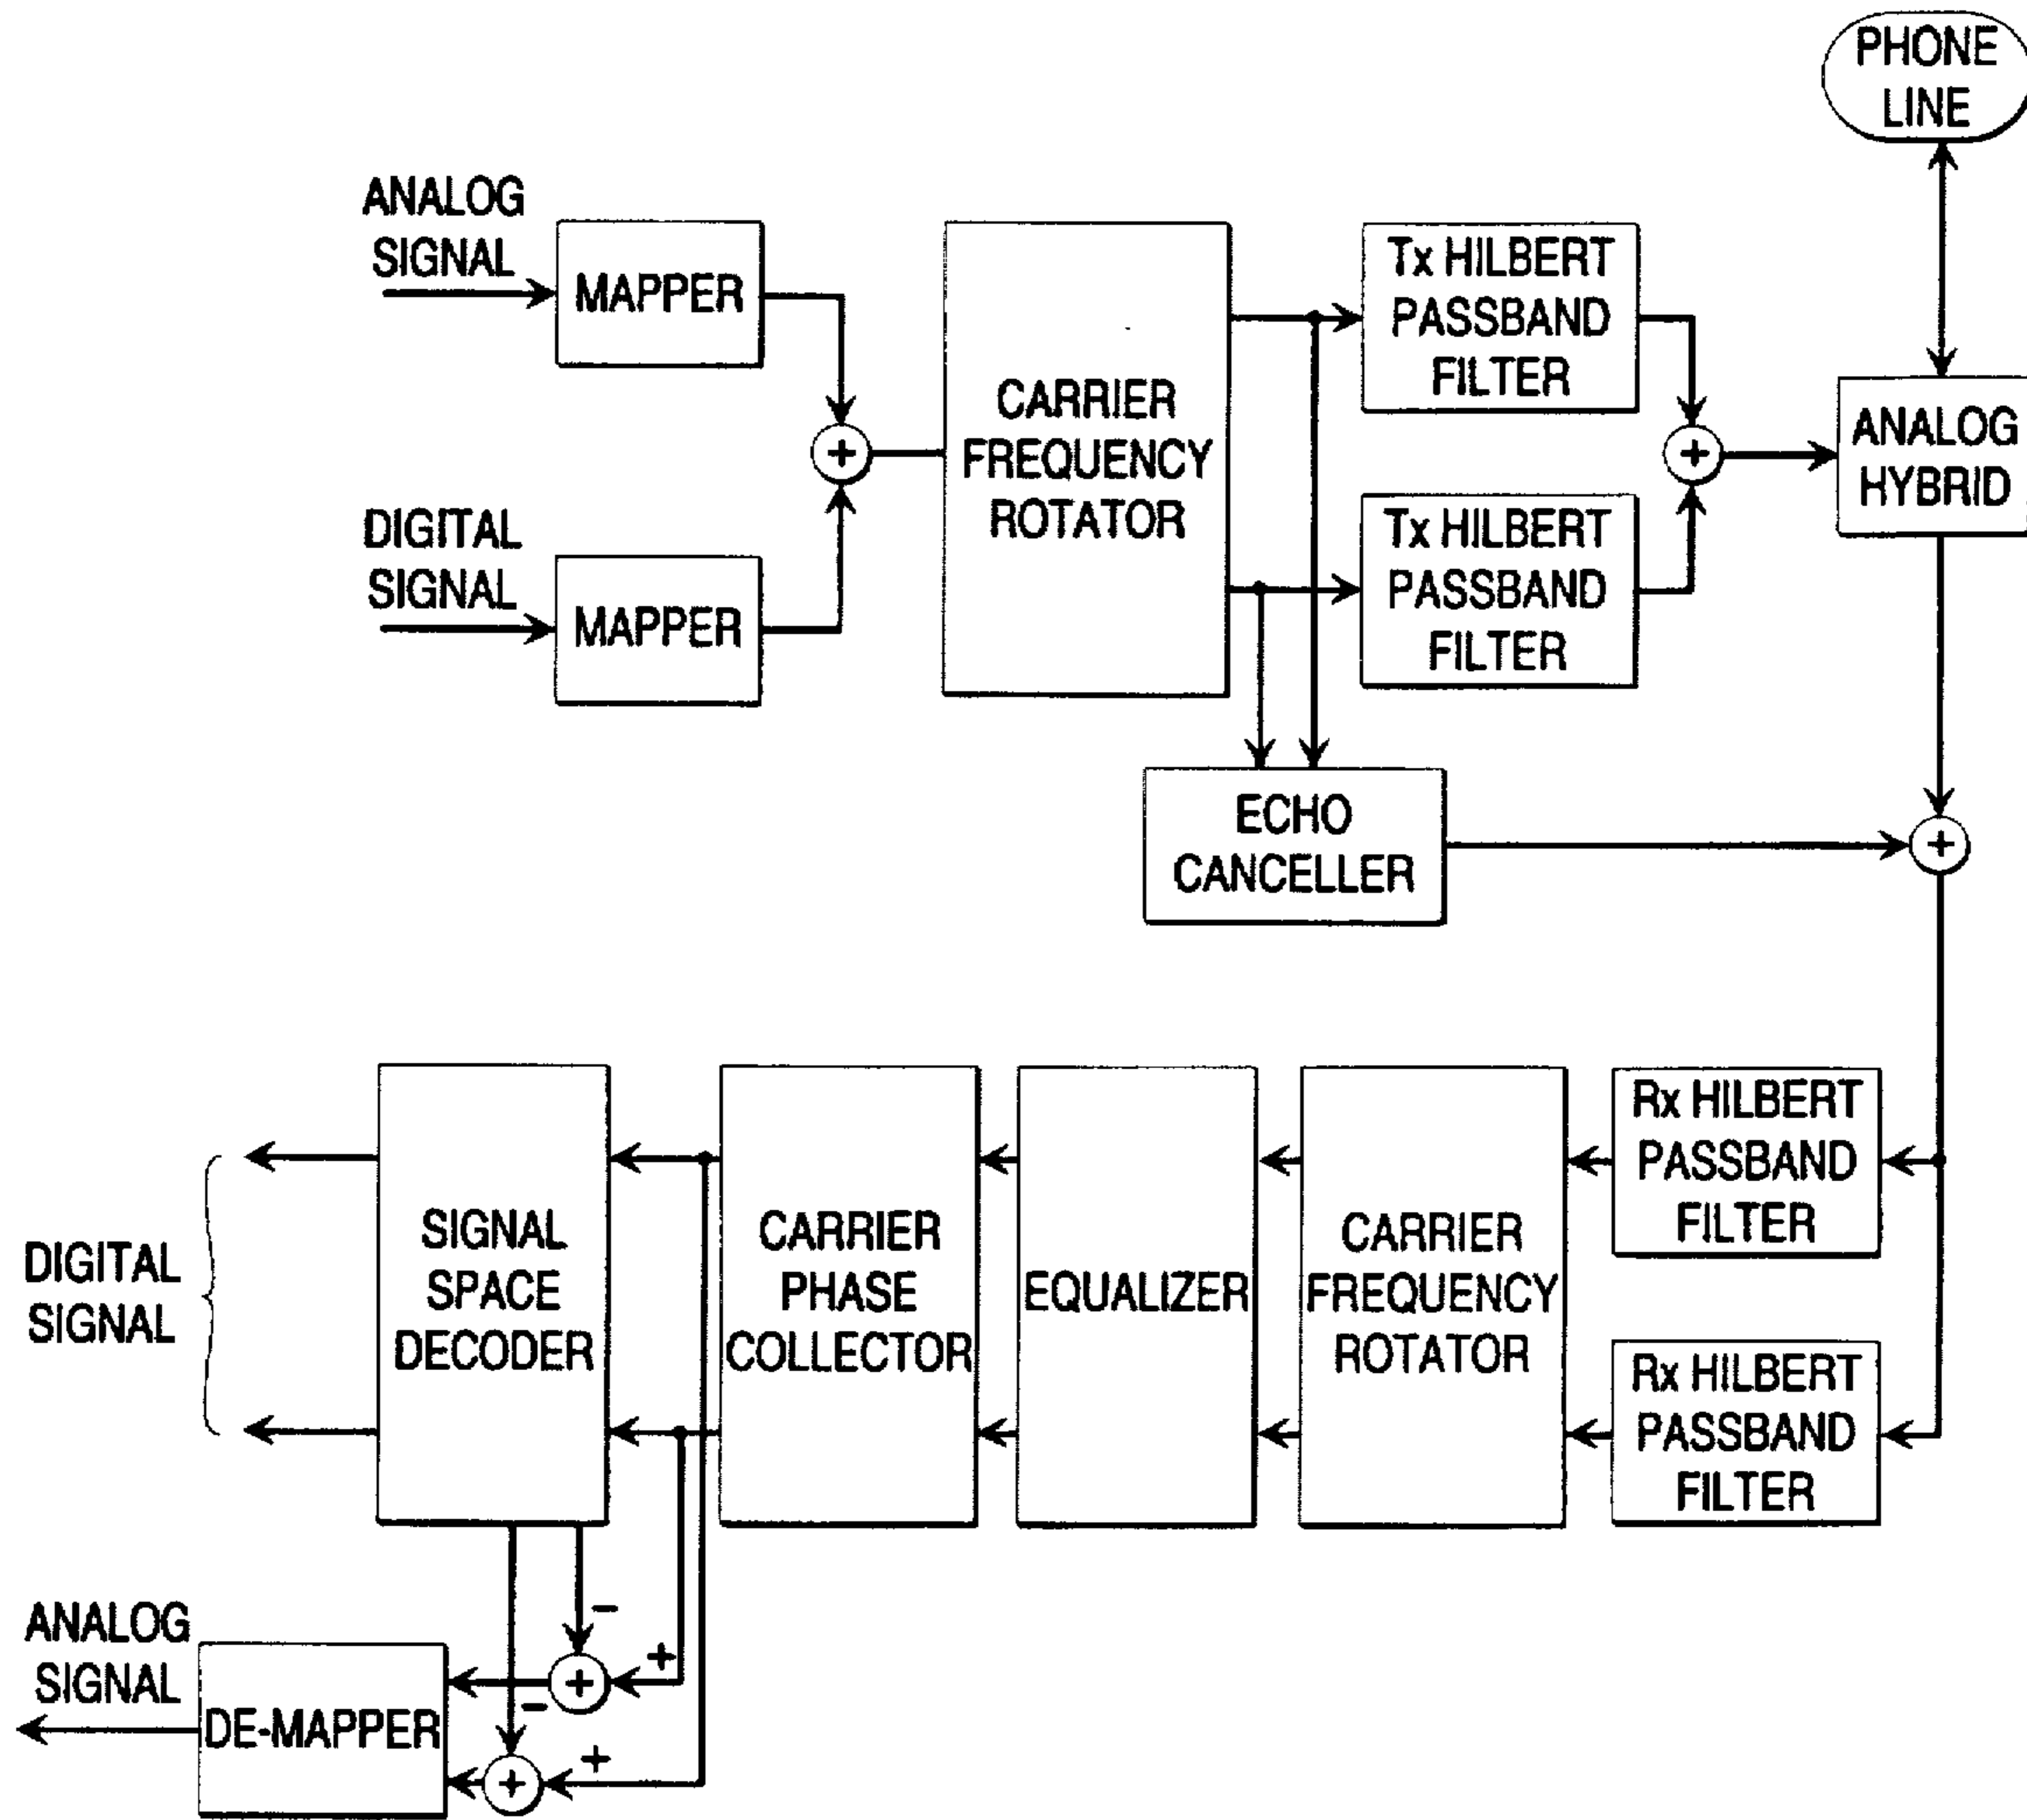 PHONE
LINE
ANALOG
SIGNAL
MAPPER
DIGITAL
SIGNAL
MAPPER
+
CARRIER
FREQUENCY
ROTATOR
Tx HILBERT
PASSBAND
FILTER
Tx HILBERT
PASSBAND
FILTER
+
ANALOG
HYBRID
ECHO
CANCELLER
+
DIGITAL
SIGNAL
SIGNAL
SPACE
DECODER
CARRIER
PHASE
COLLECTOR
EQUALIZER
CARRIER
FREQUENCY
ROTATOR
Rx HILBERT
PASSBAND
FILTER
Rx HILBERT
PASSBAND
FILTER
ANALOG
SIGNAL
DE-MAPPER
−
+
+
−
+
+